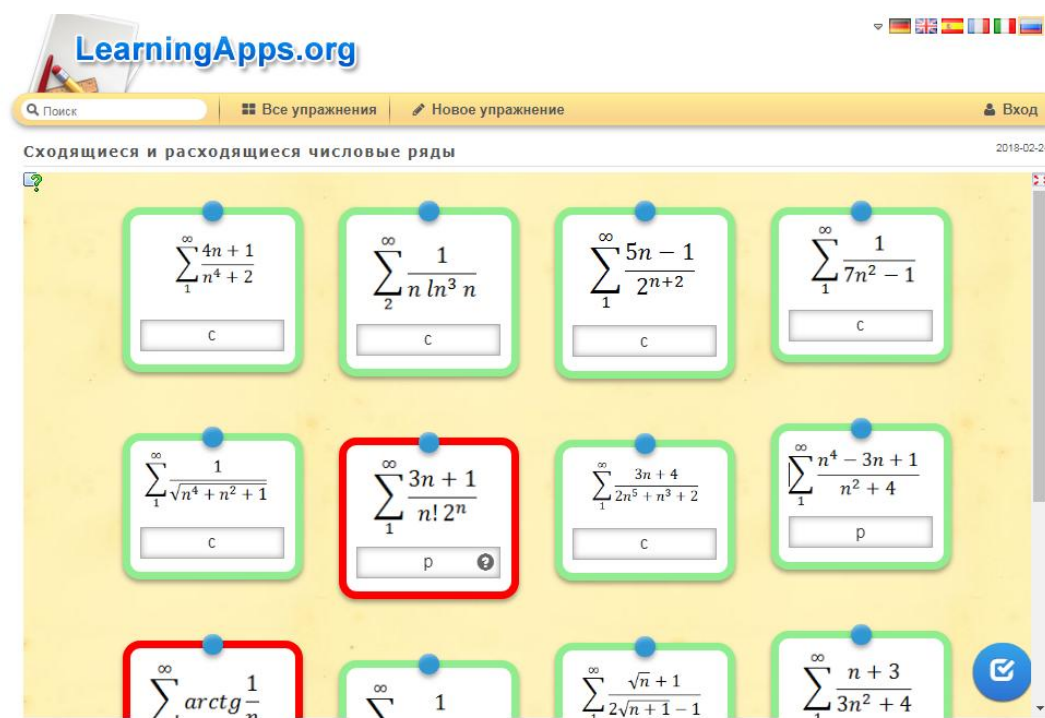 LearningApps.org
Поиск
Все упражнения
Новое упражнение
Вход
Сходящиеся и расходящиеся числовые ряды
2018-02-2
∞ ∑ 1 (4n + 1)/(n⁴ + 2)
с
∞ ∑ 2 1/(n ln³ n)
с
∞ ∑ 1 (5n − 1)/(2ⁿ⁺²)
с
∞ ∑ 1 1/(7n² − 1)
с
∞ ∑ 1 1/√(n⁴ + n² + 1)
с
∞ ∑ 1 (3n + 1)/(n! 2ⁿ)
р
∞ ∑ 1 (3n + 4)/(2n⁵ + n³ + 2)
с
∞ ∑ 1 (n⁴ − 3n + 1)/(n² + 4)
р
∞ ∑ arctg 1/n
∞ ∑ 1
∞ ∑ (√n + 1)/(2√(n + 1) − 1)
∞ ∑ 1 (n + 3)/(3n² + 4)